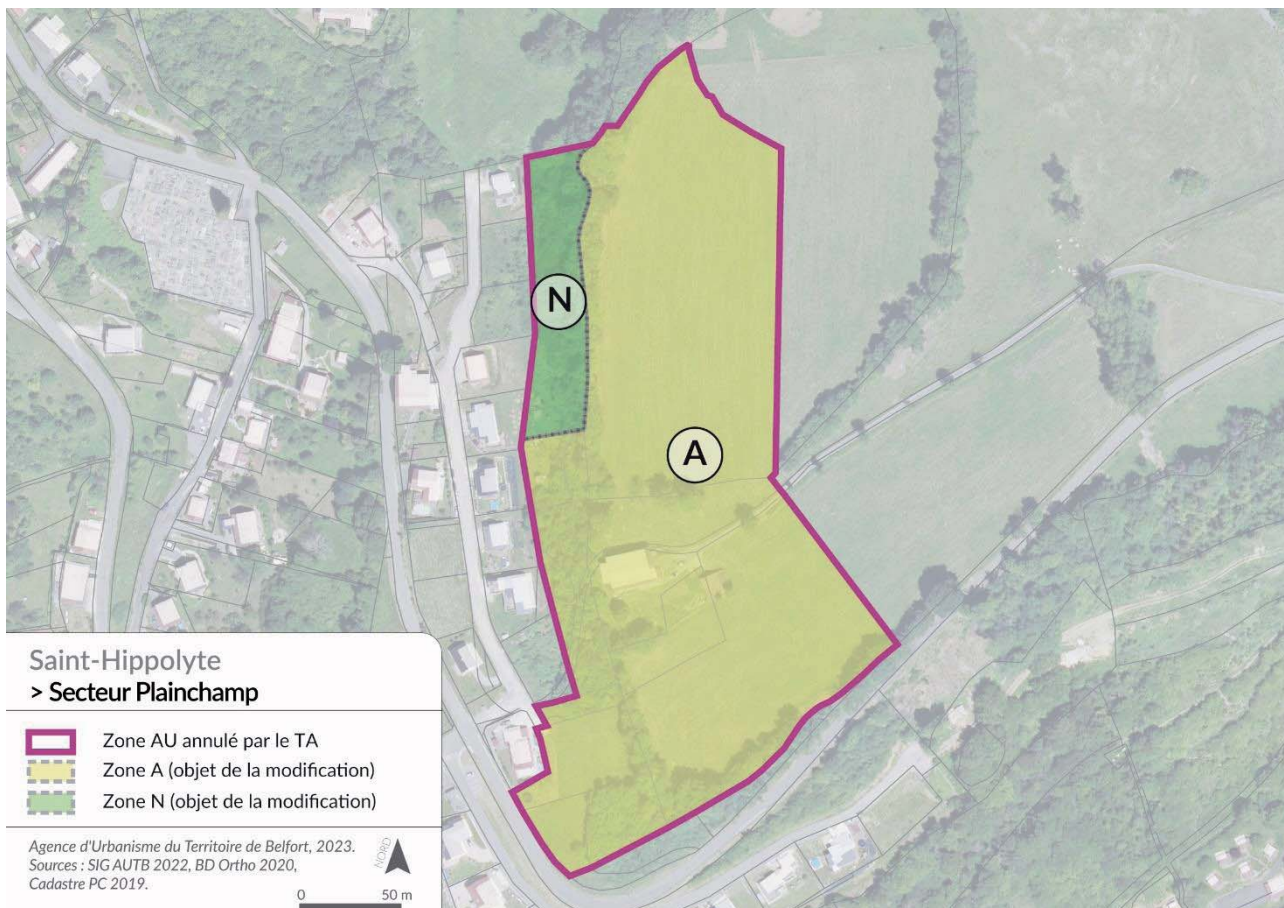 N
A
Saint-Hippolyte
> Secteur Plainchamp
Zone AU annulé par le TA
Zone A (objet de la modification)
Zone N (objet de la modification)
Agence d'Urbanisme du Territoire de Belfort, 2023.
Sources : SIG AUTB 2022, BD Ortho 2020,
Cadastre PC 2019.
NORD
0 50 m